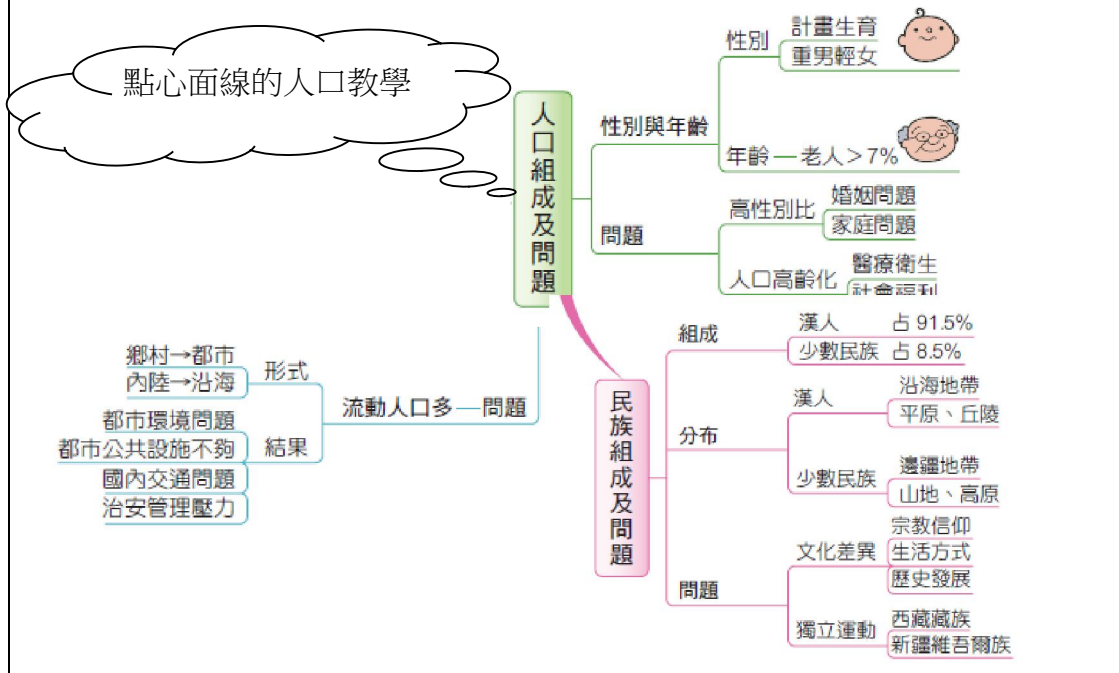 點心面線的人口教學
人口組成及問題
性別與年齡
性別
計畫生育
重男輕女
年齡—老人>7%
問題
高性別比
婚姻問題
家庭問題
人口高齡化
醫療衛生
社會福利
流動人口多—問題
形式
鄉村→都市
內陸→沿海
結果
都市環境問題
都市公共設施不夠
國內交通問題
治安管理壓力
民族組成及問題
組成
漢人 占 91.5%
少數民族 占 8.5%
分布
漢人
沿海地帶
平原、丘陵
少數民族
邊疆地帶
山地、高原
問題
文化差異
宗教信仰
生活方式
歷史發展
獨立運動
西藏藏族
新疆維吾爾族